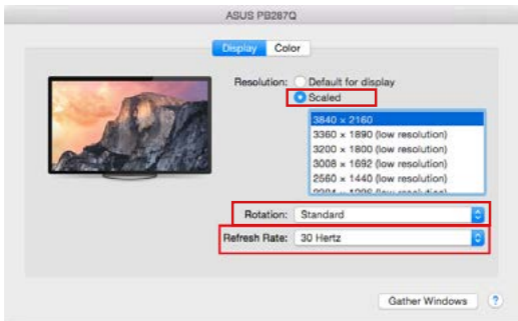 ASUS PB287Q
Display Color
Resolution: Default for display
Scaled
3840 × 2160
3360 × 1890 (low resolution)
3200 × 1800 (low resolution)
3008 × 1692 (low resolution)
2560 × 1440 (low resolution)
Rotation: Standard
Refresh Rate: 30 Hertz
Gather Windows ?